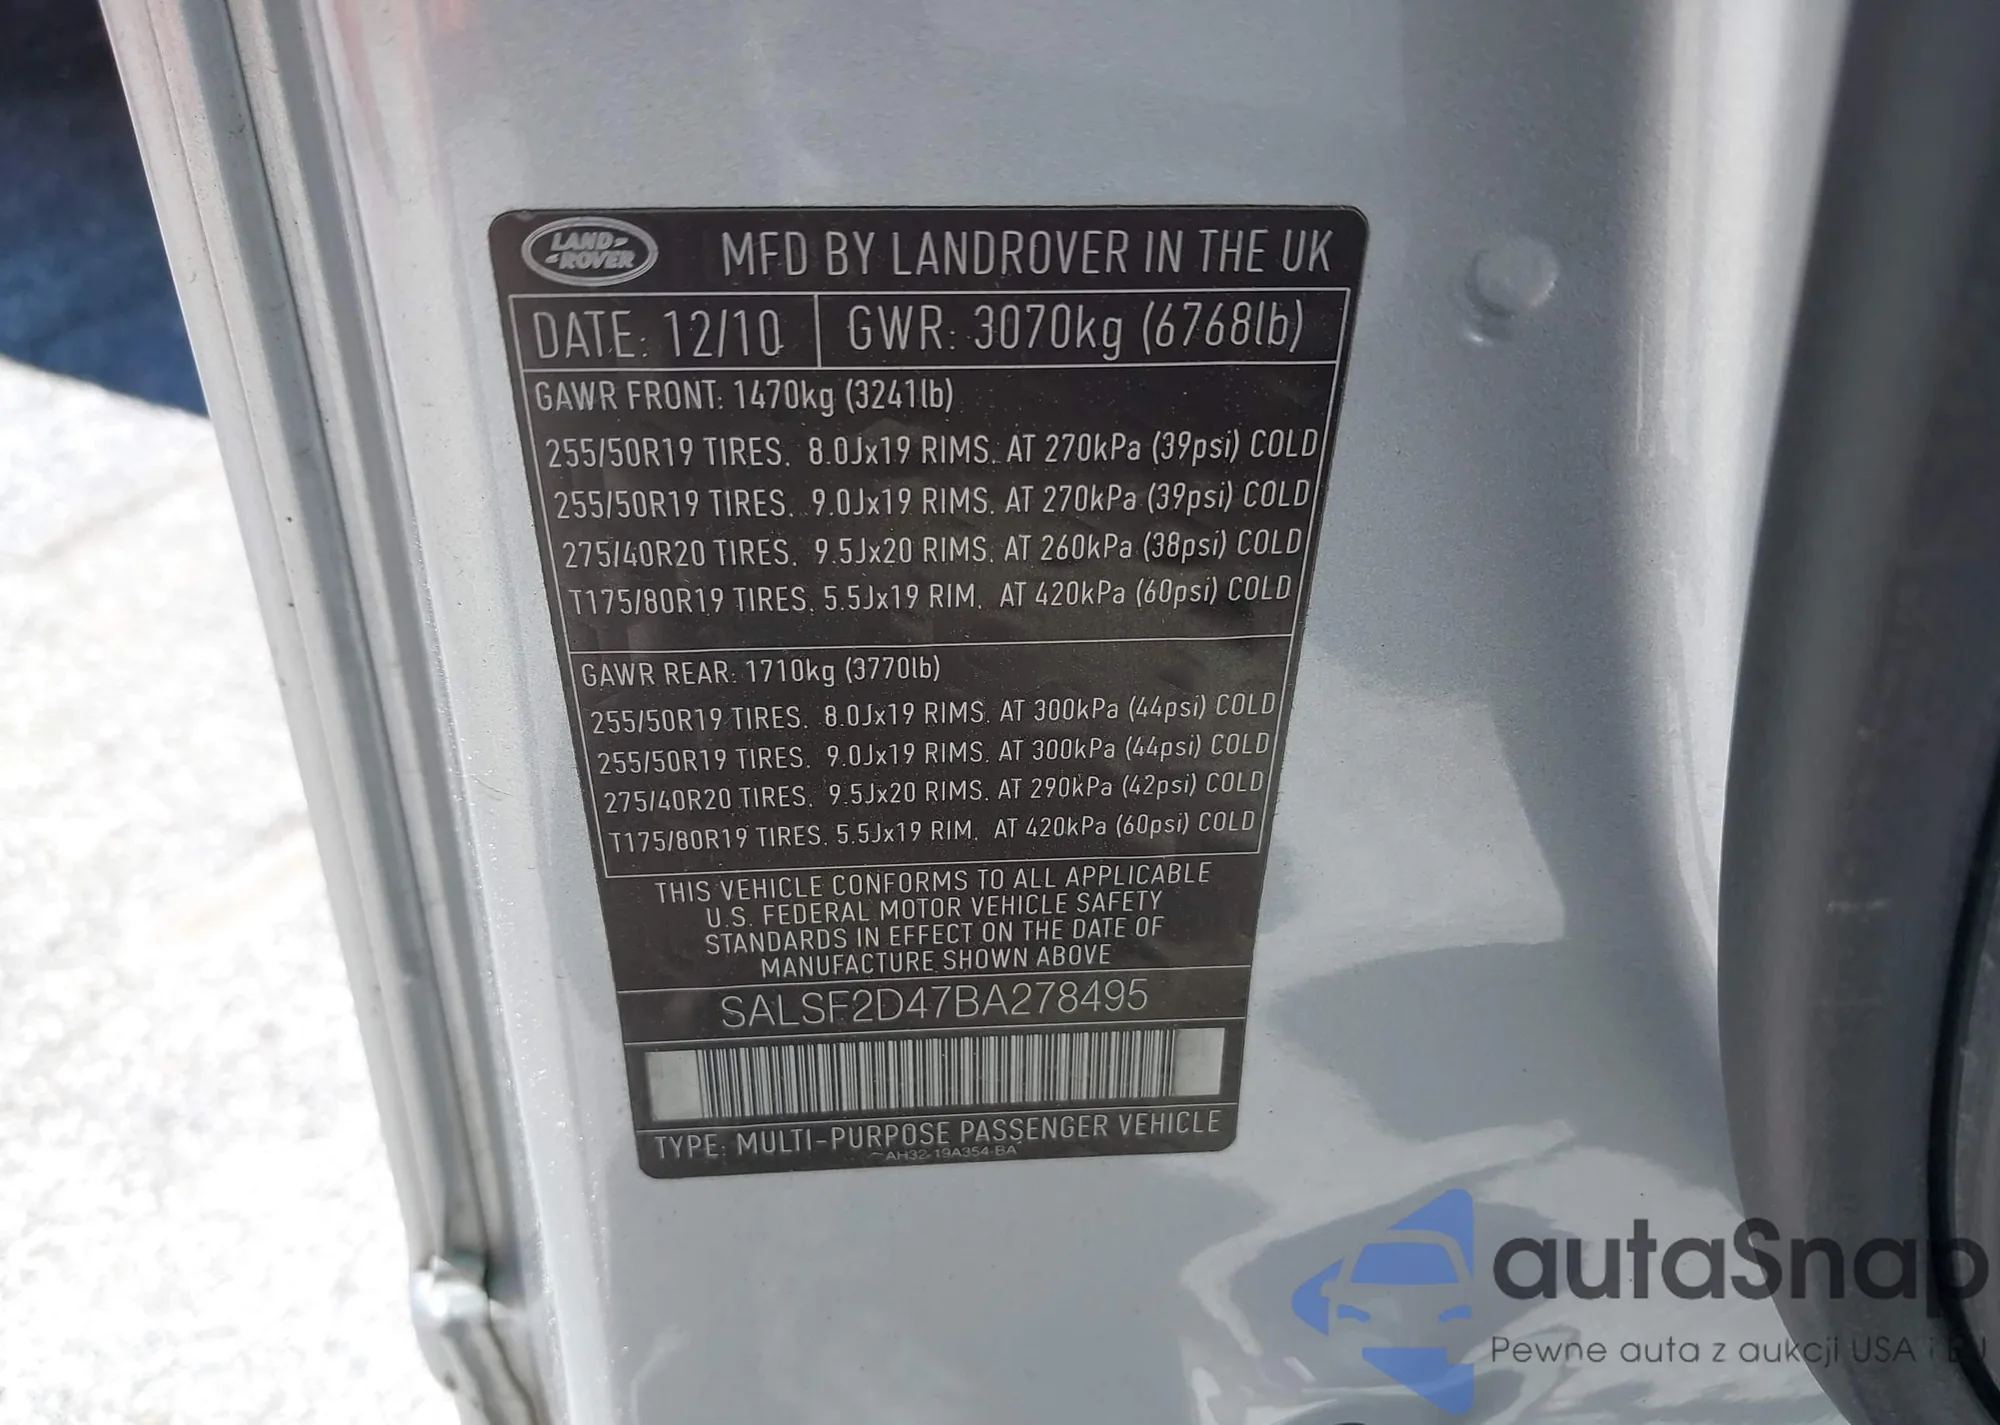 LAND-
-ROVER
MFD BY LANDROVER IN THE UK
DATE: 12/10 GWR: 3070kg (6768lb)
GAWR FRONT: 1470kg (3241lb)
255/50R19 TIRES. 8.0Jx19 RIMS. AT 270kPa (39psi) COLD
255/50R19 TIRES. 9.0Jx19 RIMS. AT 270kPa (39psi) COLD
275/40R20 TIRES. 9.5Jx20 RIMS. AT 260kPa (38psi) COLD
T175/80R19 TIRES. 5.5Jx19 RIM. AT 420kPa (60psi) COLD
GAWR REAR: 1710kg (3770lb)
255/50R19 TIRES. 8.0Jx19 RIMS. AT 300kPa (44psi) COLD
255/50R19 TIRES. 9.0Jx19 RIMS. AT 300kPa (44psi) COLD
275/40R20 TIRES. 9.5Jx20 RIMS. AT 290kPa (42psi) COLD
T175/80R19 TIRES. 5.5Jx19 RIM. AT 420kPa (60psi) COLD
THIS VEHICLE CONFORMS TO ALL APPLICABLE
U.S. FEDERAL MOTOR VEHICLE SAFETY
STANDARDS IN EFFECT ON THE DATE OF
MANUFACTURE SHOWN ABOVE
SALSF2D47BA278495
TYPE: MULTI-PURPOSE PASSENGER VEHICLE
AH32-19A354-BA
autaSnap
Pewne auta z aukcji USA i EU